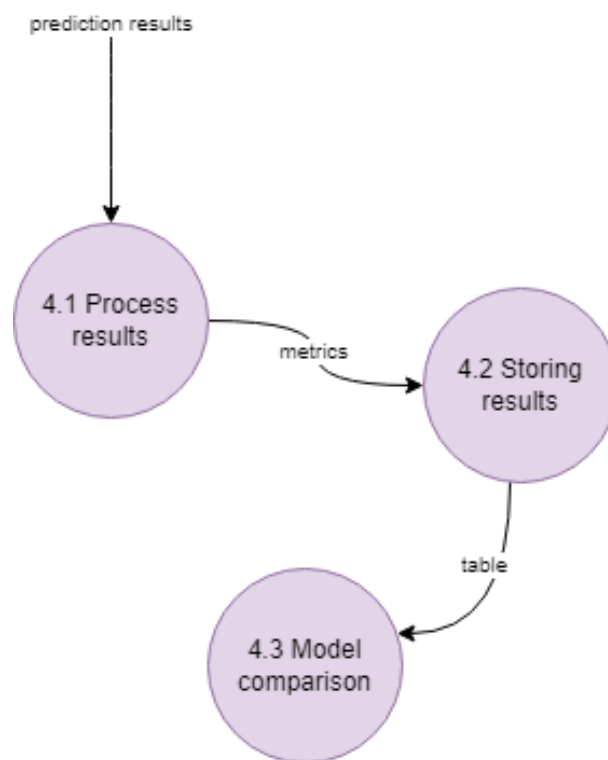 prediction results
4.1 Process
results
metrics
4.2 Storing
results
table
4.3 Model
comparison